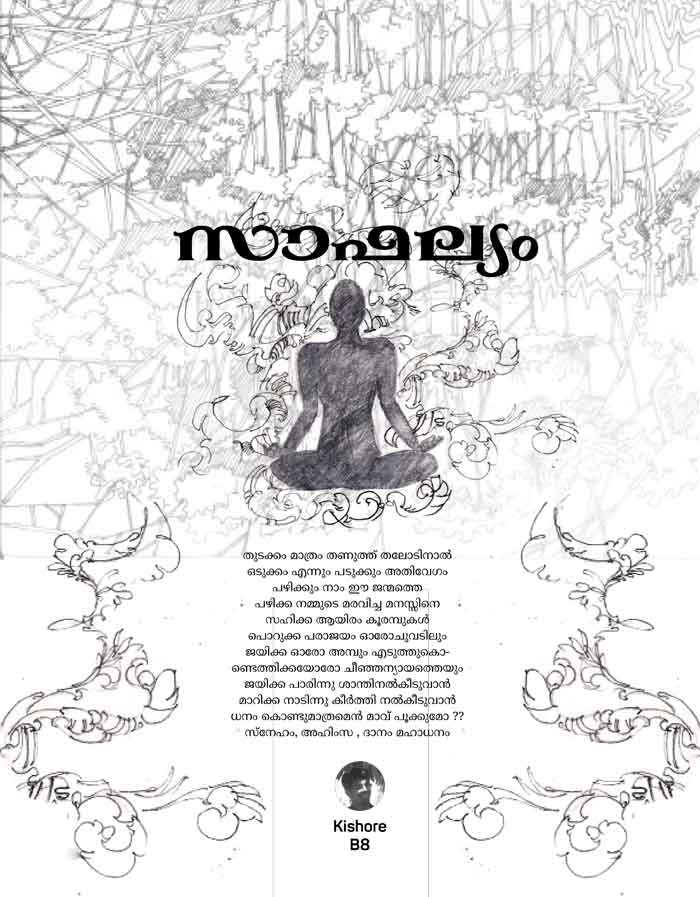 സാഫല്യം
തുടക്കം മാത്രം തണുത്ത് തലോടിനാൽ
ഒടുക്കം എന്നും പടുക്കും അതിവേഗം
പഴിക്കും നാം ഈ ജന്മത്തെ
പഴിക്ക നമ്മുടെ മരവിച്ച മനസ്സിനെ
സഹിക്ക ആയിരം കൂരമ്പുകൾ
പൊറുക്ക പരാജയം ഓരോചുവടിലും
ജയിക്ക ഓരോ അമ്പും എടുത്തുകൊ-
ണ്ടെത്തിക്കയോരോ ചീഞ്ഞന്യായത്തെയും
ജയിക്ക പാരിന്നു ശാന്തിനൽകീടുവാൻ
മാറിക്ക നാടിന്നു കീർത്തി നൽകീടുവാൻ
ധനം കൊണ്ടുമാത്രമെൻ മാവ് പൂക്കുമോ ??
സ്നേഹം, അഹിംസ , ദാനം മഹാധനം
Kishore
B8